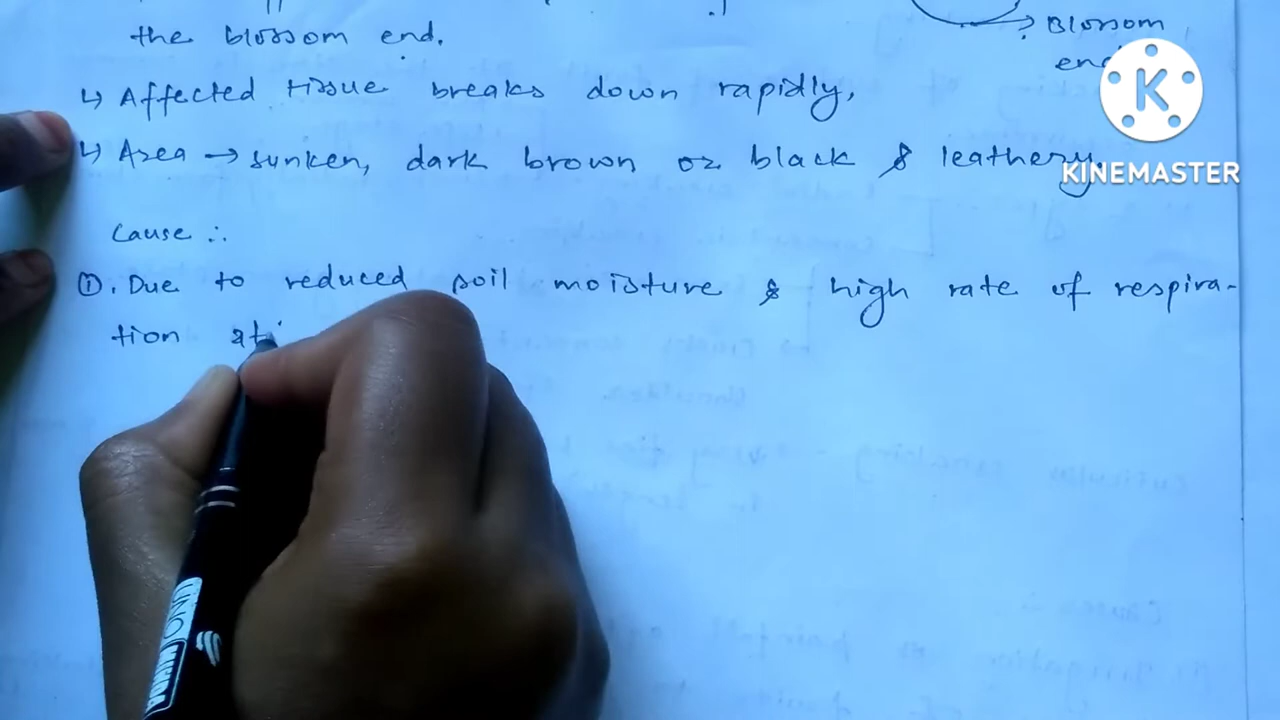 Blossom
the blossom end.
end
↳ Affected tissue breaks down rapidly,
↳ Area → sunken, dark brown or black & leathery.
KINEMASTER
Cause :.
①. Due to reduced soil moisture & high rate of respira-
tion at
UNO